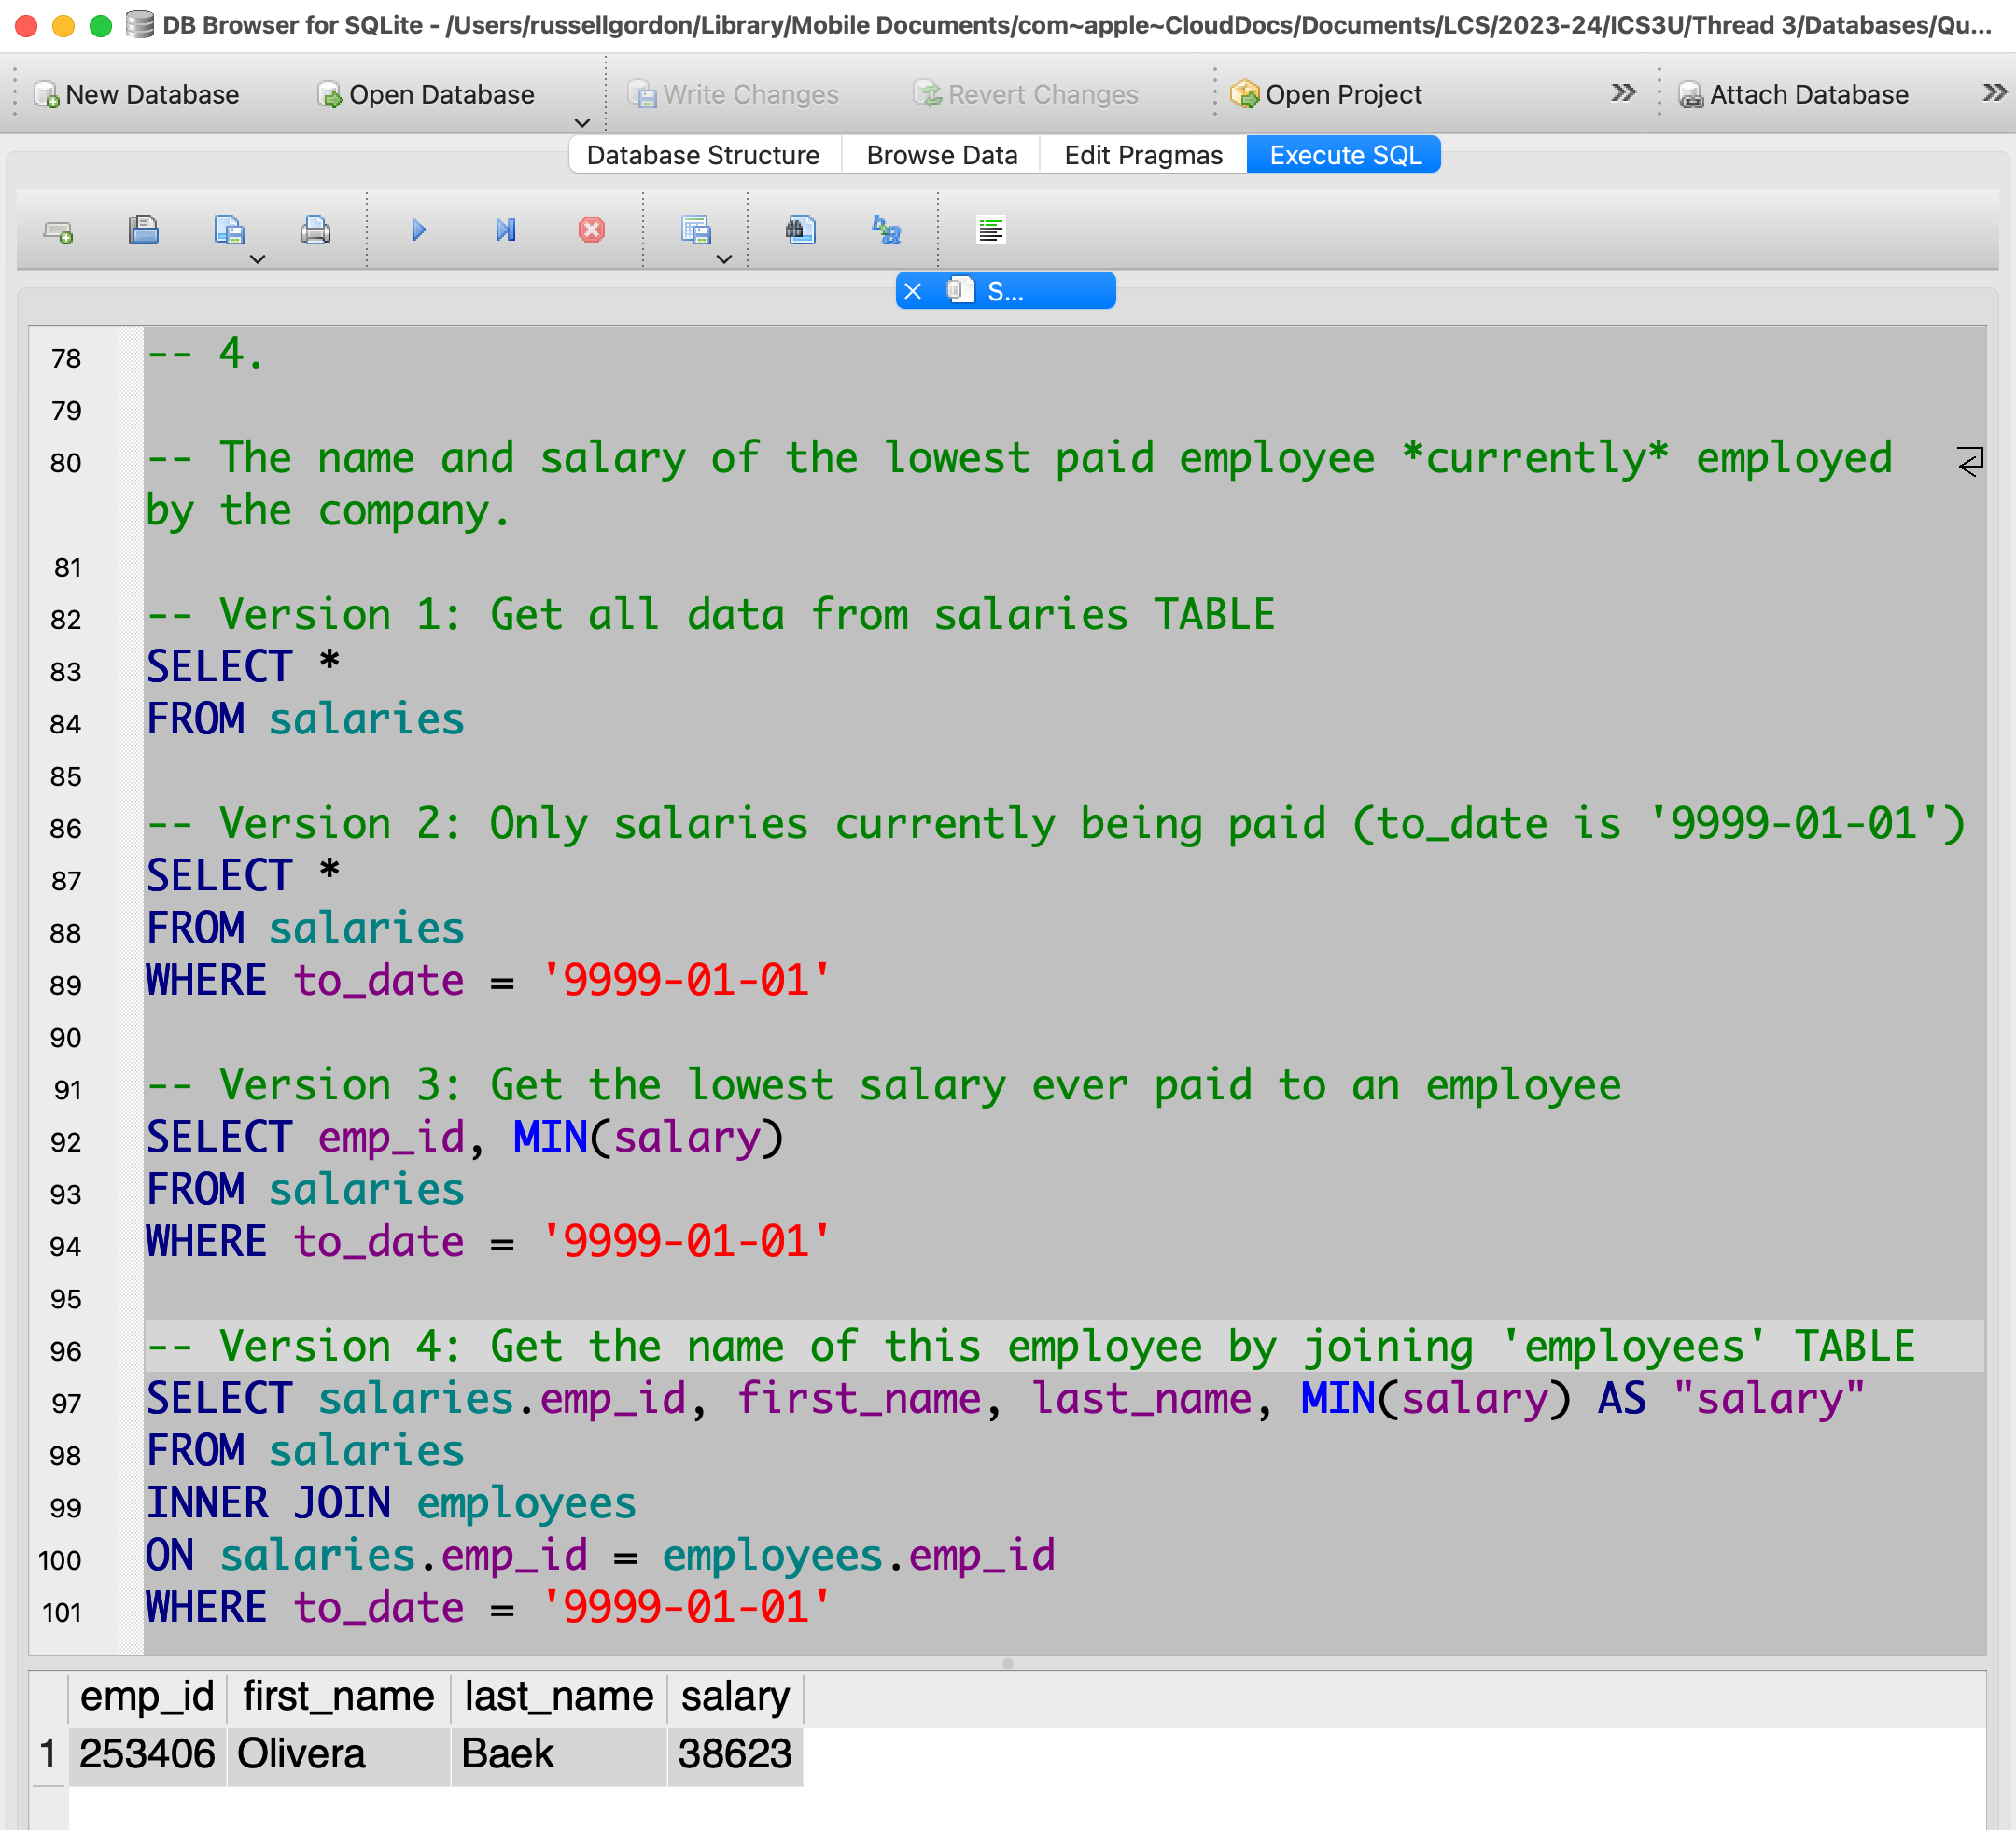 DB Browser for SQLite - /Users/russellgordon/Library/Mobile Documents/com~apple~CloudDocs/Documents/LCS/2023-24/ICS3U/Thread 3/Databases/Qu...
New Database Open Database Write Changes Revert Changes Open Project Attach Database
Database Structure Browse Data Edit Pragmas Execute SQL
S...
78 -- 4.
79
80 -- The name and salary of the lowest paid employee *currently* employed
by the company.
81
82 -- Version 1: Get all data from salaries TABLE
83 SELECT *
84 FROM salaries
85
86 -- Version 2: Only salaries currently being paid (to_date is '9999-01-01')
87 SELECT *
88 FROM salaries
89 WHERE to_date = '9999-01-01'
90
91 -- Version 3: Get the lowest salary ever paid to an employee
92 SELECT emp_id, MIN(salary)
93 FROM salaries
94 WHERE to_date = '9999-01-01'
95
96 -- Version 4: Get the name of this employee by joining 'employees' TABLE
97 SELECT salaries.emp_id, first_name, last_name, MIN(salary) AS "salary"
98 FROM salaries
99 INNER JOIN employees
100 ON salaries.emp_id = employees.emp_id
101 WHERE to_date = '9999-01-01'
emp_id first_name last_name salary
1 253406 Olivera Baek 38623